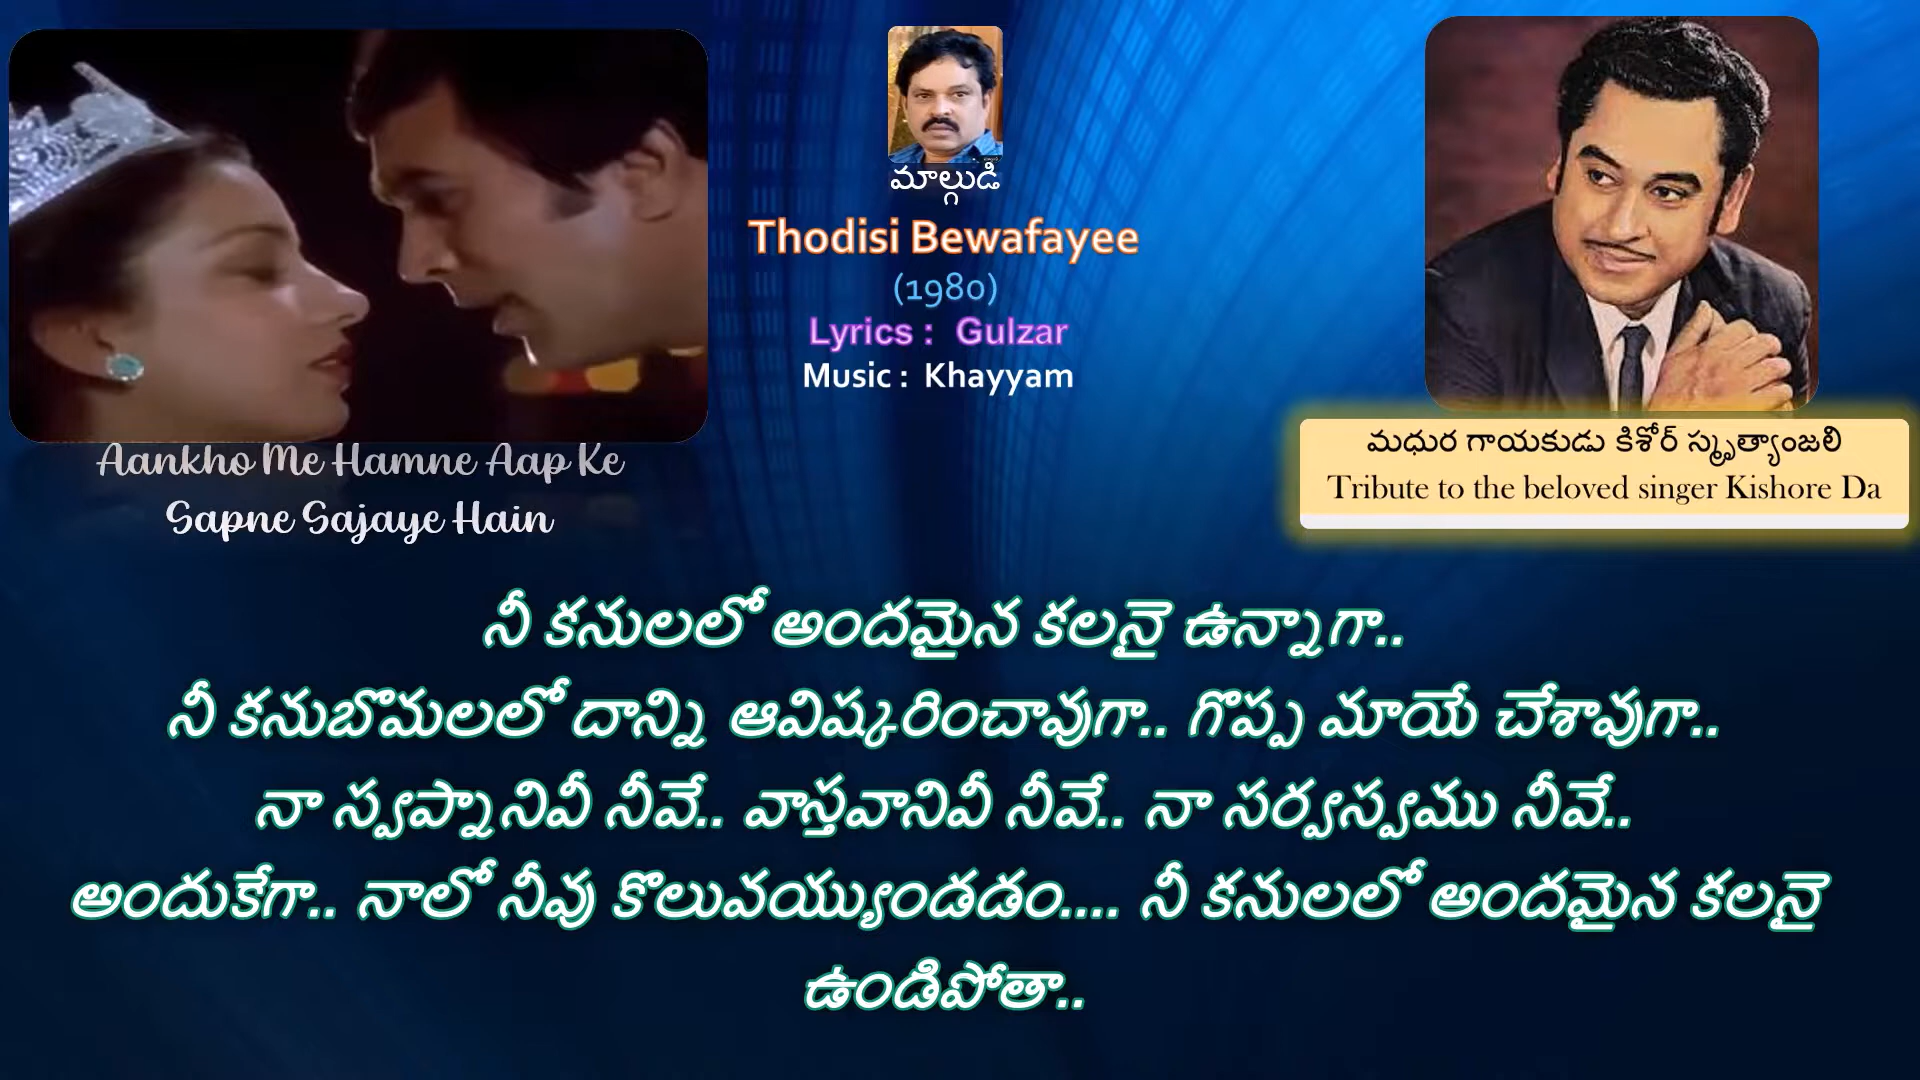 మాల్గుడి
Thodisi Bewafayee
(1980)
Lyrics : Gulzar
Music : Khayyam
Aankho Me Hamne Aap Ke
Sapne Sajaye Hain
మధుర గాయకుడు కిశోర్ స్మృత్యాంజలి
Tribute to the beloved singer Kishore Da
నీ కనులలో అందమైన కలనై ఉన్నాగా..
నీ కనుబొమలలో దాన్ని ఆవిష్కరించావుగా.. గొప్ప మాయే చేశావుగా..
నా స్వప్నానివీ నీవే.. వాస్తవానివీ నీవే.. నా సర్వస్వము నీవే..
అందుకేగా.. నాలో నీవు కొలువయ్యుండడం.... నీ కనులలో అందమైన కలనై
ఉండిపోతా..